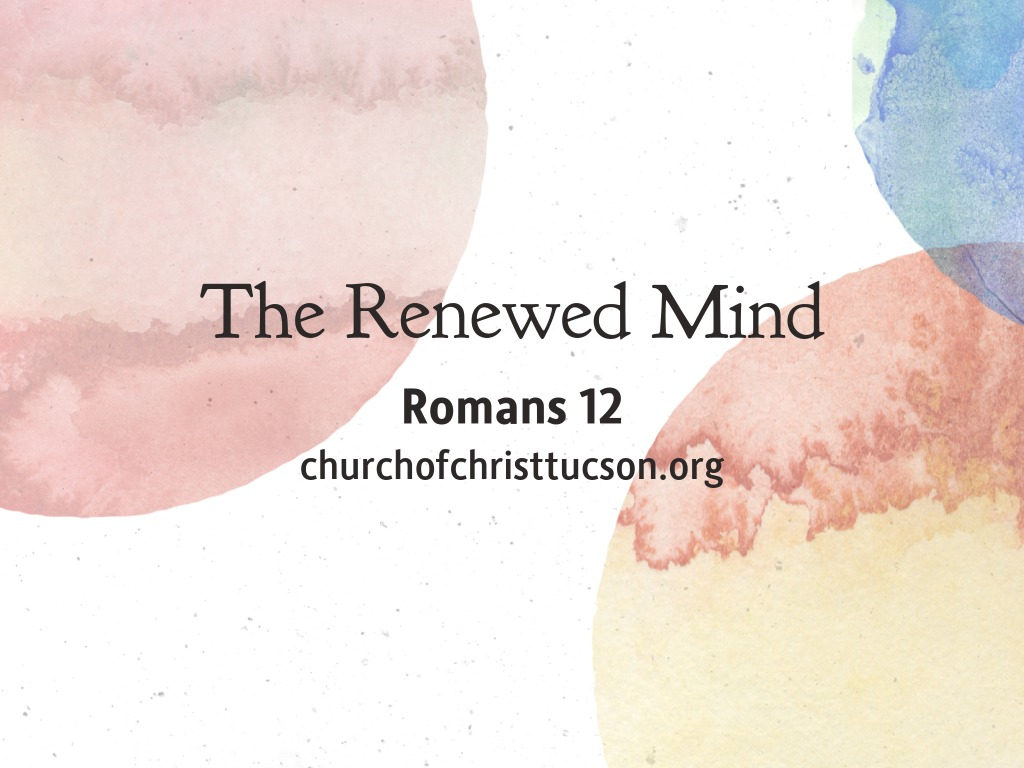 The Renewed Mind
Romans 12
churchofchristtucson.org